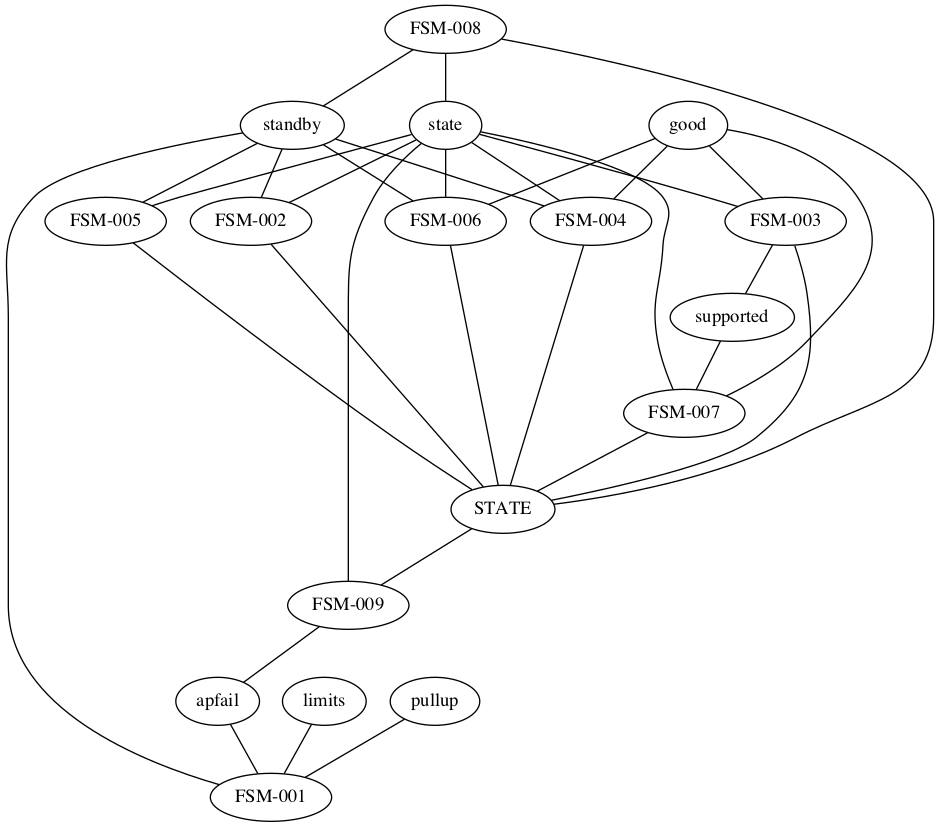 FSM-008
standby
state
good
FSM-005
FSM-002
FSM-006
FSM-004
FSM-003
supported
FSM-007
STATE
FSM-009
apfail
limits
pullup
FSM-001